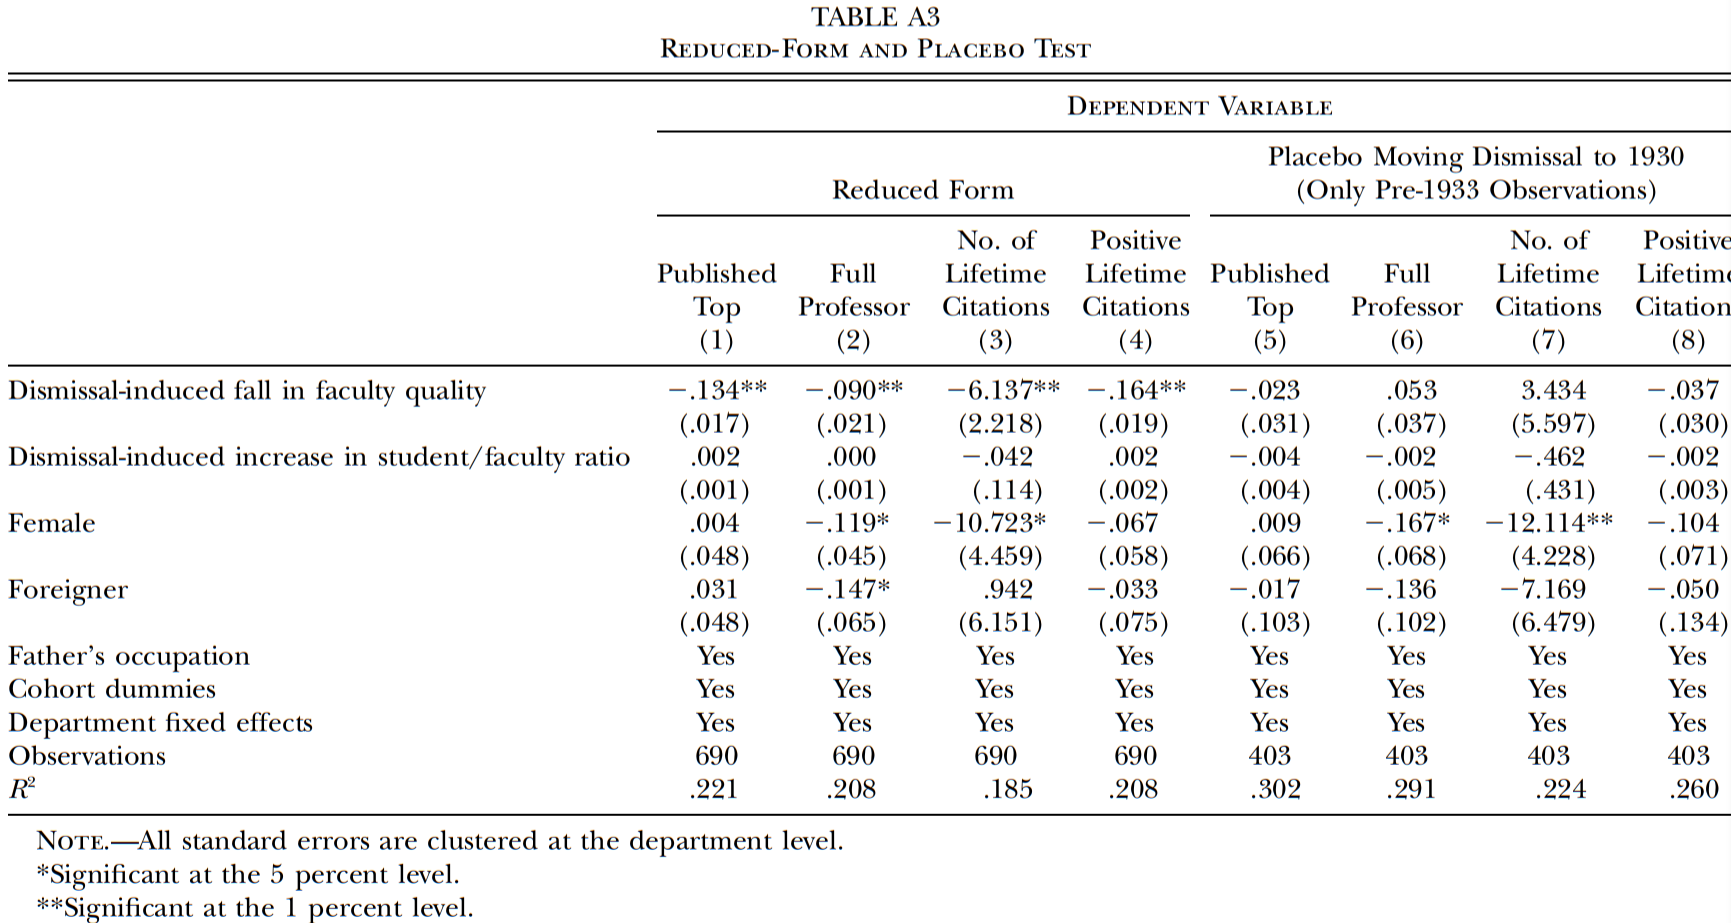 TABLE A3
Reduced-Form and Placebo Test
Dependent Variable
Placebo Moving Dismissal to 1930
Reduced Form (Only Pre-1933 Observations)
No. of Positive No. of Positive
Published Full Lifetime Lifetime Published Full Lifetime Lifetime
Top Professor Citations Citations Top Professor Citations Citation
(1) (2) (3) (4) (5) (6) (7) (8)
Dismissal-induced fall in faculty quality −.134** −.090** −6.137** −.164** −.023 .053 3.434 −.037
(.017) (.021) (2.218) (.019) (.031) (.037) (5.597) (.030)
Dismissal-induced increase in student/faculty ratio .002 .000 −.042 .002 −.004 −.002 −.462 −.002
(.001) (.001) (.114) (.002) (.004) (.005) (.431) (.003)
Female .004 −.119* −10.723* −.067 .009 −.167* −12.114** −.104
(.048) (.045) (4.459) (.058) (.066) (.068) (4.228) (.071)
Foreigner .031 −.147* .942 −.033 −.017 −.136 −7.169 −.050
(.048) (.065) (6.151) (.075) (.103) (.102) (6.479) (.134)
Father's occupation Yes Yes Yes Yes Yes Yes Yes Yes
Cohort dummies Yes Yes Yes Yes Yes Yes Yes Yes
Department fixed effects Yes Yes Yes Yes Yes Yes Yes Yes
Observations 690 690 690 690 403 403 403 403
R² .221 .208 .185 .208 .302 .291 .224 .260
Note.—All standard errors are clustered at the department level.
*Significant at the 5 percent level.
**Significant at the 1 percent level.